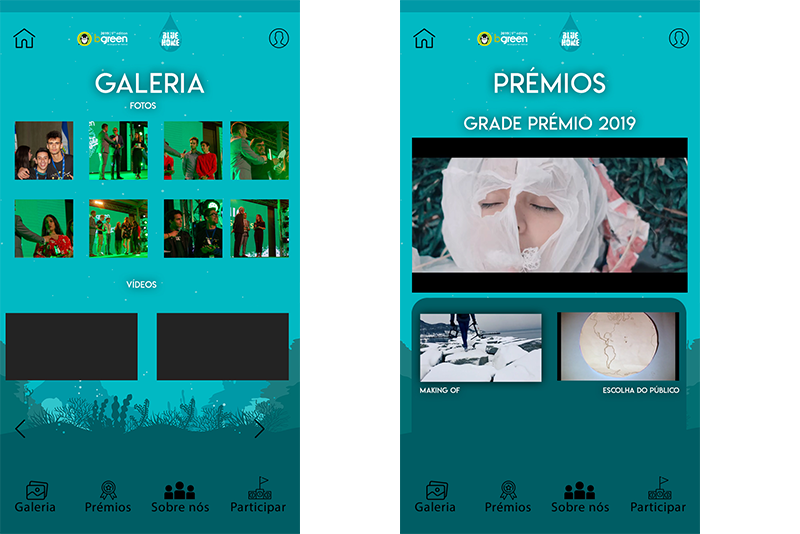 bgreen
BLUE
HOME
GALERIA
FOTOS
VÍDEOS
Galeria
Prémios
Sobre nós
Participar
bgreen
BLUE
HOME
PRÉMIOS
GRADE PRÉMIO 2019
MAKING OF
ESCOLHA DO PÚBLICO
Galeria
Prémios
Sobre nós
Participar